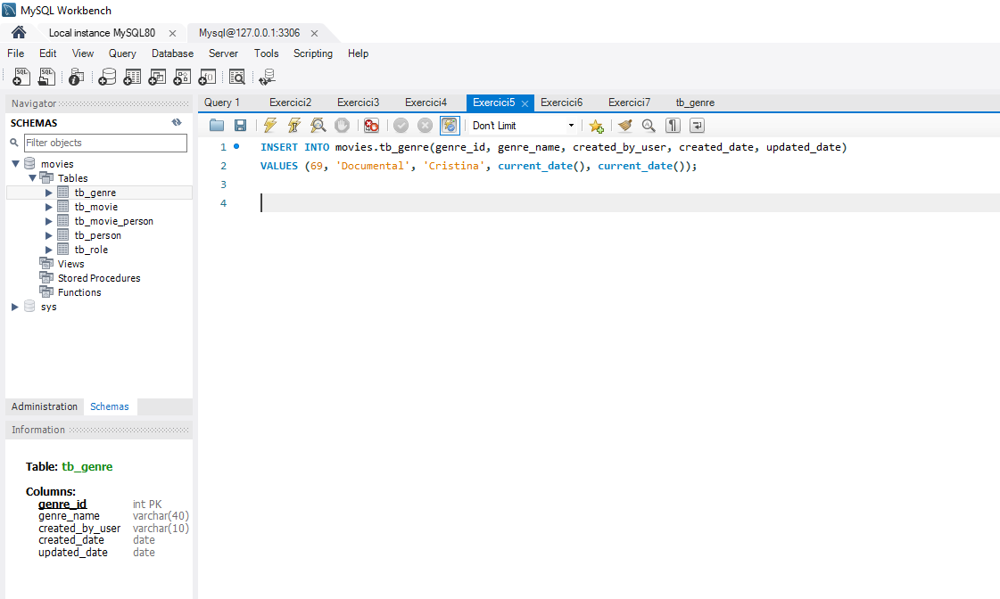 MySQL Workbench
Local instance MySQL80
Mysql@127.0.0.1:3306
File Edit View Query Database Server Tools Scripting Help
Navigator
SCHEMAS
Filter objects
movies
Tables
tb_genre
tb_movie
tb_movie_person
tb_person
tb_role
Views
Stored Procedures
Functions
sys
Administration Schemas
Information
Table: tb_genre
Columns:
genre_id int PK
genre_name varchar(40)
created_by_user varchar(10)
created_date date
updated_date date
Query 1 Exercici2 Exercici3 Exercici4 Exercici5 Exercici6 Exercici7 tb_genre
Don't Limit
1 INSERT INTO movies.tb_genre(genre_id, genre_name, created_by_user, created_date, updated_date)
2 VALUES (69, 'Documental', 'Cristina', current_date(), current_date());
3
4